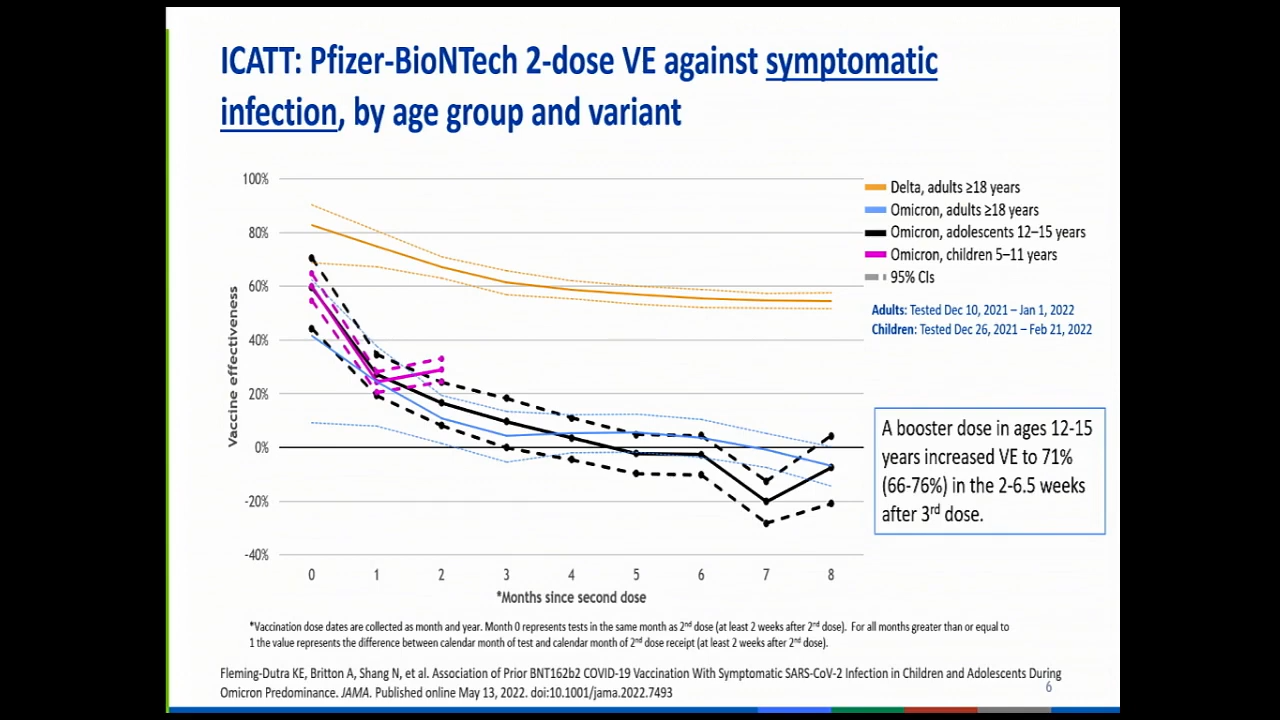 ICATT: Pfizer-BioNTech 2-dose VE against symptomatic
infection, by age group and variant
100%
80%
60%
40%
20%
0%
-20%
-40%
Vaccine effectiveness
0 1 2 3 4 5 6 7 8
*Months since second dose
Delta, adults ≥18 years
Omicron, adults ≥18 years
Omicron, adolescents 12–15 years
Omicron, children 5–11 years
95% CIs
Adults: Tested Dec 10, 2021 – Jan 1, 2022
Children: Tested Dec 26, 2021 – Feb 21, 2022
A booster dose in ages 12-15
years increased VE to 71%
(66-76%) in the 2-6.5 weeks
after 3rd dose.
*Vaccination dose dates are collected as month and year. Month 0 represents tests in the same month as 2nd dose (at least 2 weeks after 2nd dose). For all months greater than or equal to
1 the value represents the difference between calendar month of test and calendar month of 2nd dose receipt (at least 2 weeks after 2nd dose).
Fleming-Dutra KE, Britton A, Shang N, et al. Association of Prior BNT162b2 COVID-19 Vaccination With Symptomatic SARS-CoV-2 Infection in Children and Adolescents During
Omicron Predominance. JAMA. Published online May 13, 2022. doi:10.1001/jama.2022.7493
6